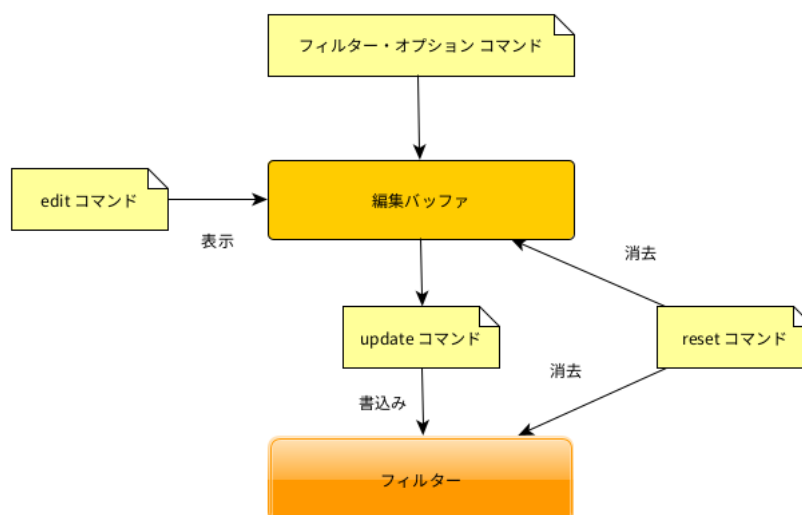 フィルター・オプション コマンド
edit コマンド
編集バッファ
表示
消去
update コマンド
reset コマンド
消去
書込み
フィルター